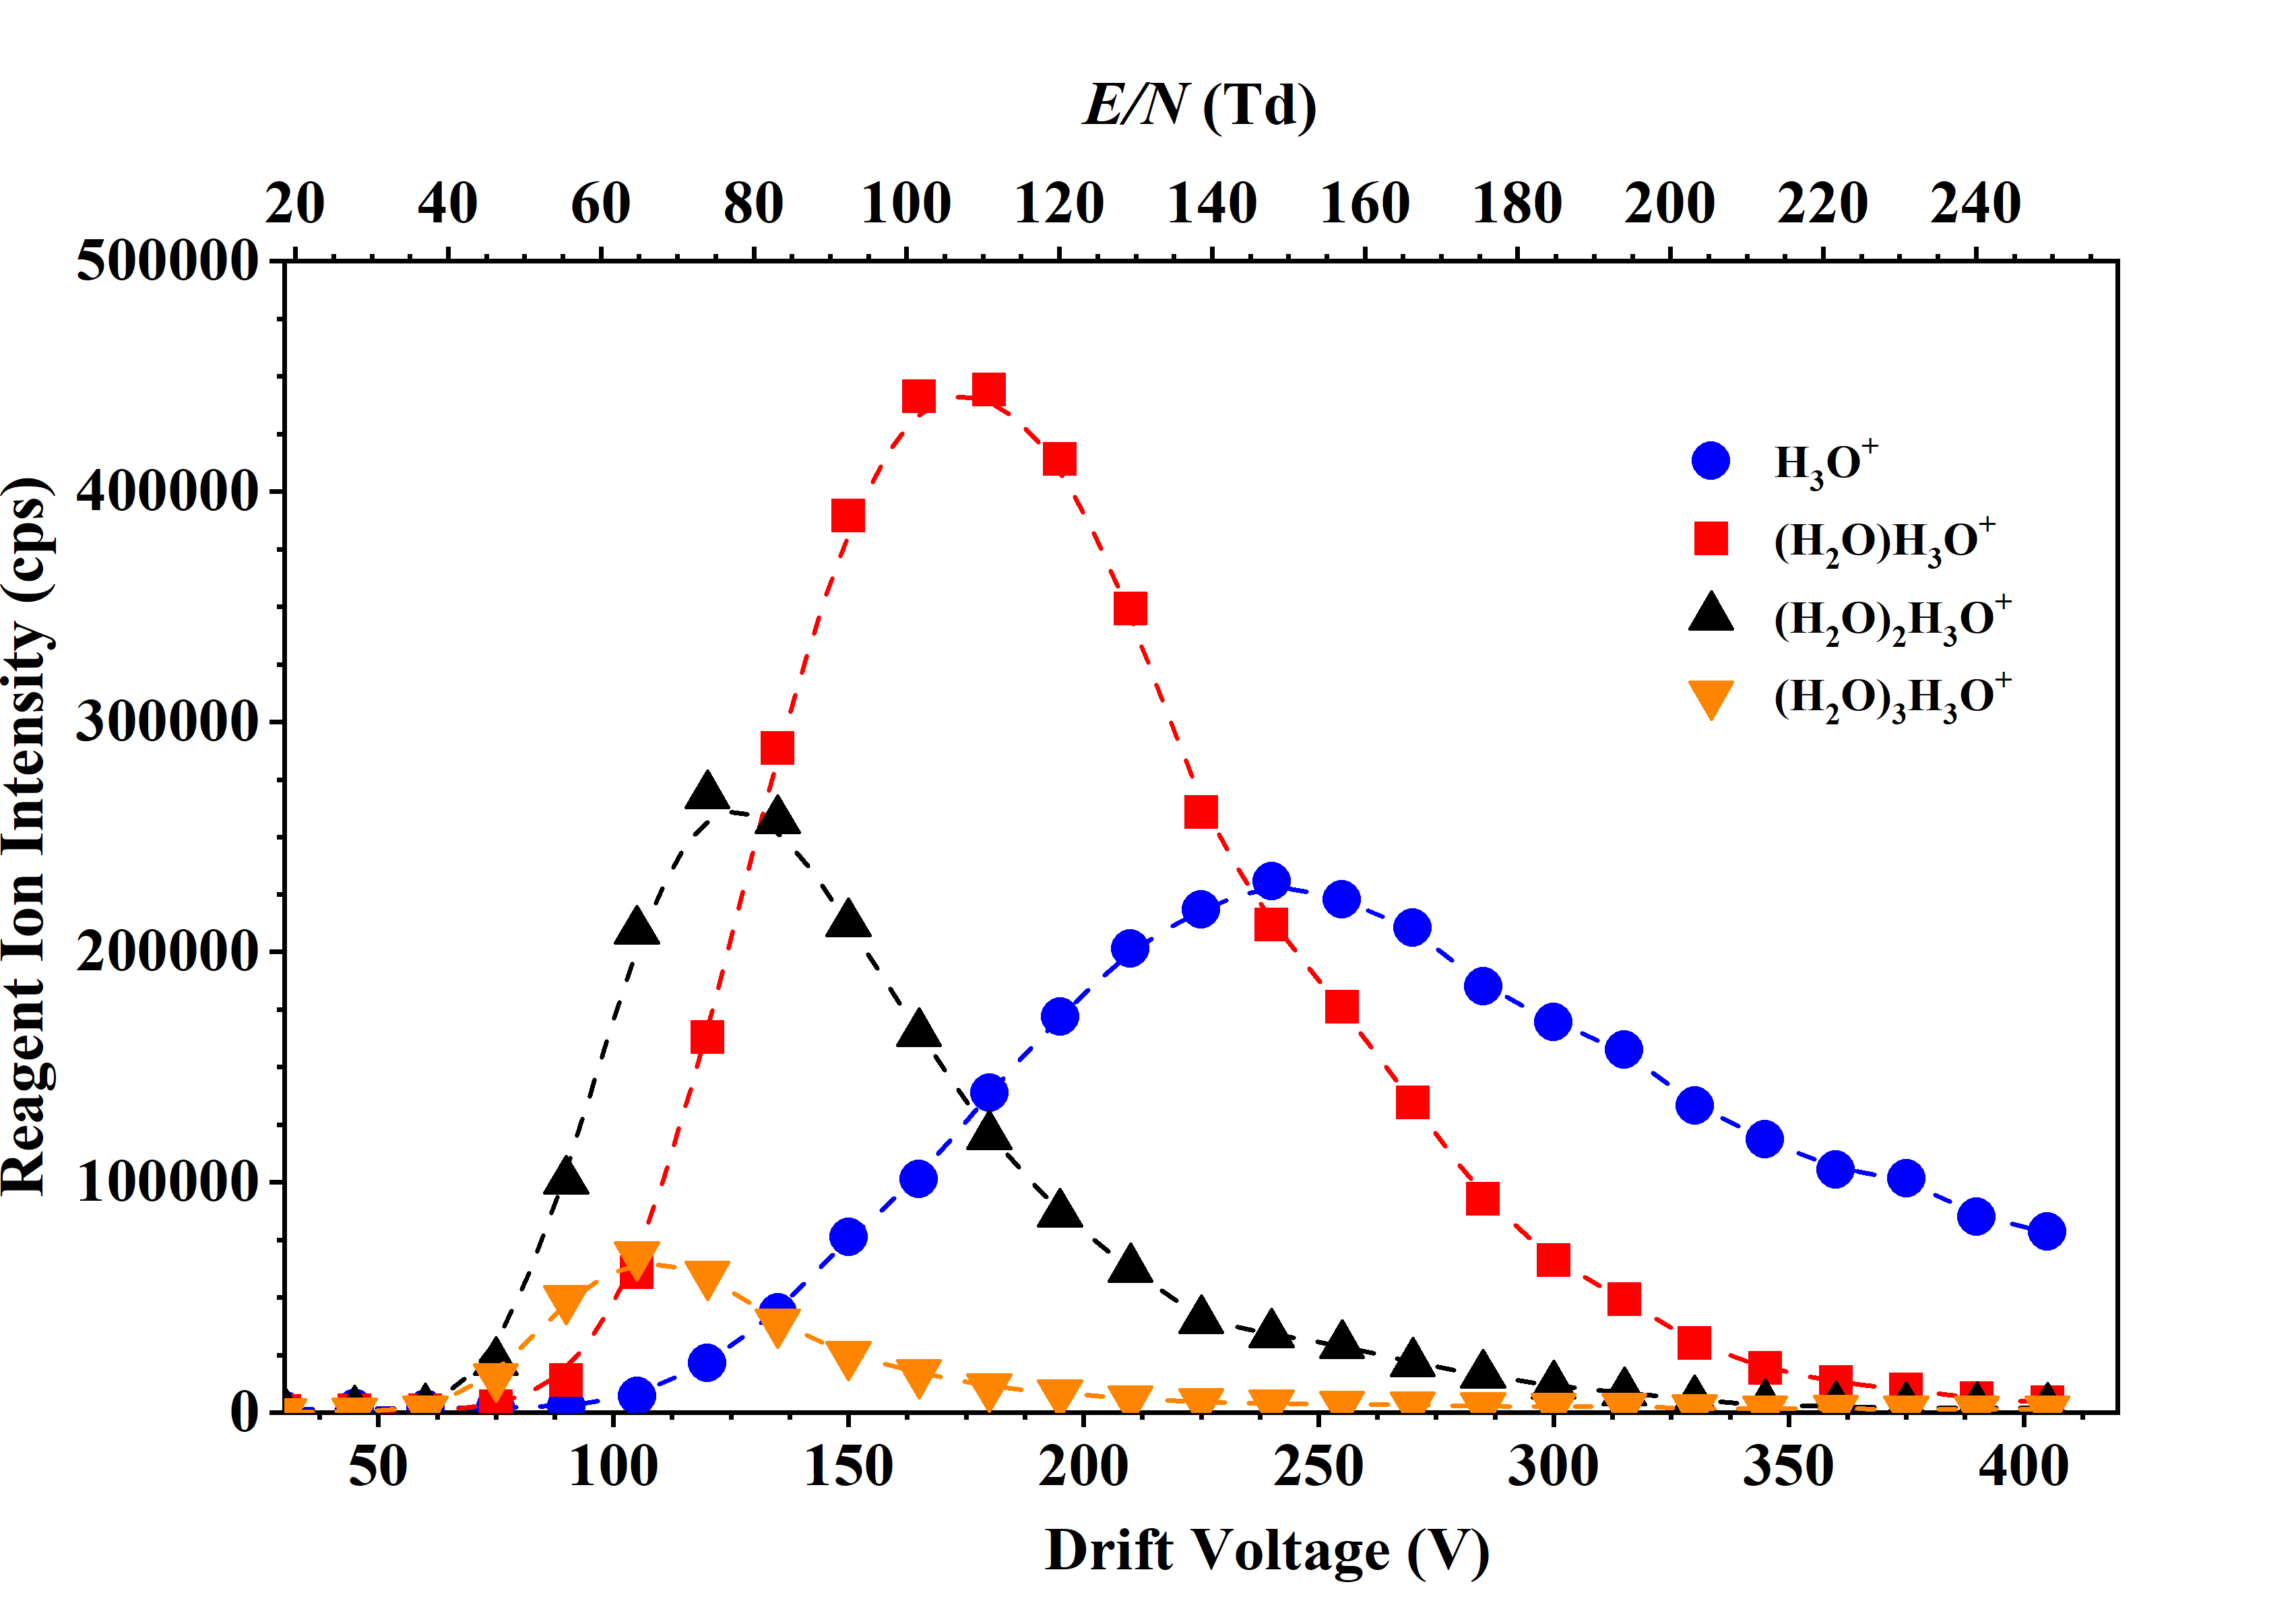 E/N (Td)
20 40 60 80 100 120 140 160 180 200 220 240
500000
400000
300000
200000
100000
0
Reagent Ion Intensity (cps)
H₃O⁺
(H₂O)H₃O⁺
(H₂O)₂H₃O⁺
(H₂O)₃H₃O⁺
50 100 150 200 250 300 350 400
Drift Voltage (V)